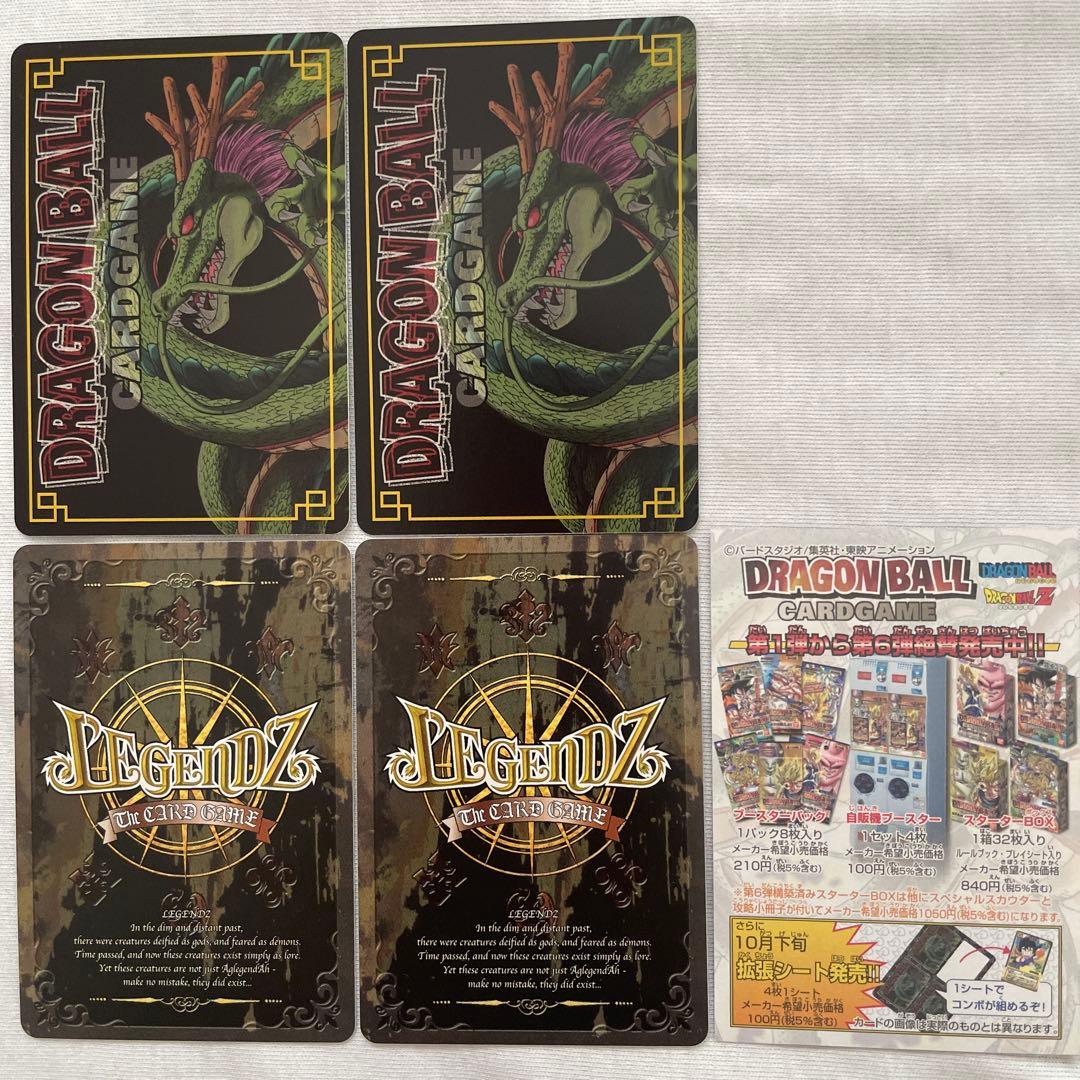 DRAGON BALL
CARDGAME
DRAGON BALL
CARDGAME
LEGENDZ
The CARD GAME
LEGENDZ
In the dim and distant past,
there were creatures deified as gods, and feared as demons.
Time passed, and now these creatures exist simply as lore.
Yet these creatures are not just AglegendAh -
make no mistake, they did exist...
LEGENDZ
The CARD GAME
LEGENDZ
In the dim and distant past,
there were creatures deified as gods, and feared as demons.
Time passed, and now these creatures exist simply as lore.
Yet these creatures are not just AglegendAh -
make no mistake, they did exist...
©バードスタジオ/集英社・東映アニメーション
DRAGON BALL
CARDGAME
DRAGON BALL
DRAGON BALL Z
第1弾から第6弾絶賛発売中!!
ブースターパック
1パック8枚入り
メーカー希望小売価格
210円(税5%含む)
自販機ブースター
1セット4枚
メーカー希望小売価格
100円(税5%含む)
スターターBOX
1箱32枚入り
ルールブック・プレイシート入り
メーカー希望小売価格
840円(税5%含む)
※第6弾構築済みスターターBOXは他にスペシャルスカウターと
攻略小冊子が付いてメーカー希望小売価格1050円(税5%含む)になります。
さらに
10月下旬
拡張シート発売!!
4枚1シート
メーカー希望小売価格
100円(税5%含む)
1シートで
コンボが組めるぞ!
カードの画像は実際のものとは異なります。